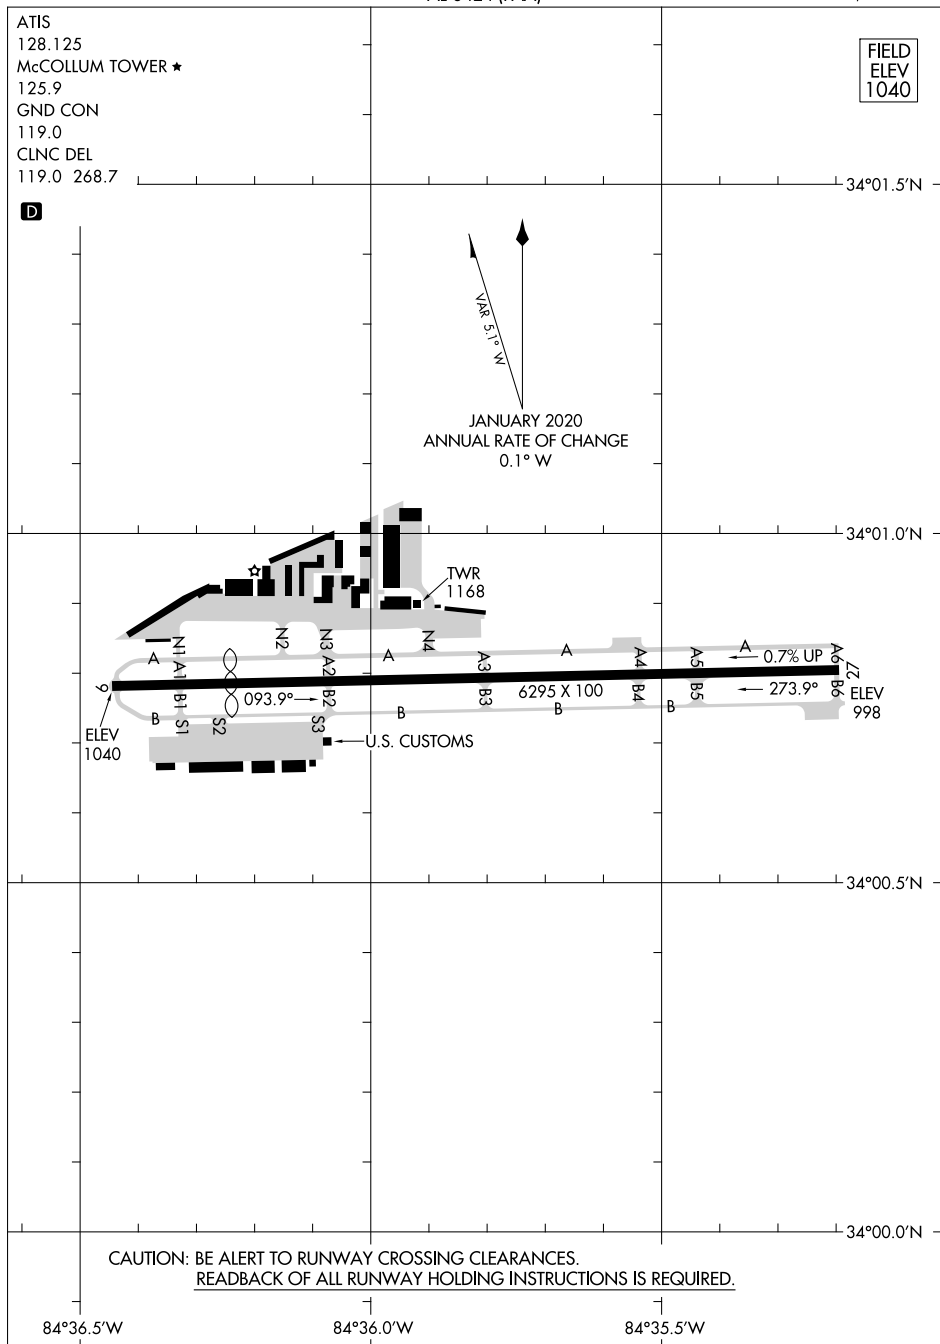 ATIS
128.125
McCOLLUM TOWER ★
125.9
GND CON
119.0
CLNC DEL
119.0 268.7
D
FIELD
ELEV
1040
34°01.5'N
VAR 5.1° W
JANUARY 2020
ANNUAL RATE OF CHANGE
0.1° W
34°01.0'N
TWR
1168
N1
N2
N3
N4
A
A1
A2
A
A3
A
A4
A5
A
A6
0.7% UP
9
27
093.9°
6295 X 100
273.9°
ELEV
998
B
B1
B2
B
B3
B
B4
B
B5
B6
S1
S2
S3
ELEV
1040
U.S. CUSTOMS
34°00.5'N
34°00.0'N
CAUTION: BE ALERT TO RUNWAY CROSSING CLEARANCES.
READBACK OF ALL RUNWAY HOLDING INSTRUCTIONS IS REQUIRED.
84°36.5'W
84°36.0'W
84°35.5'W